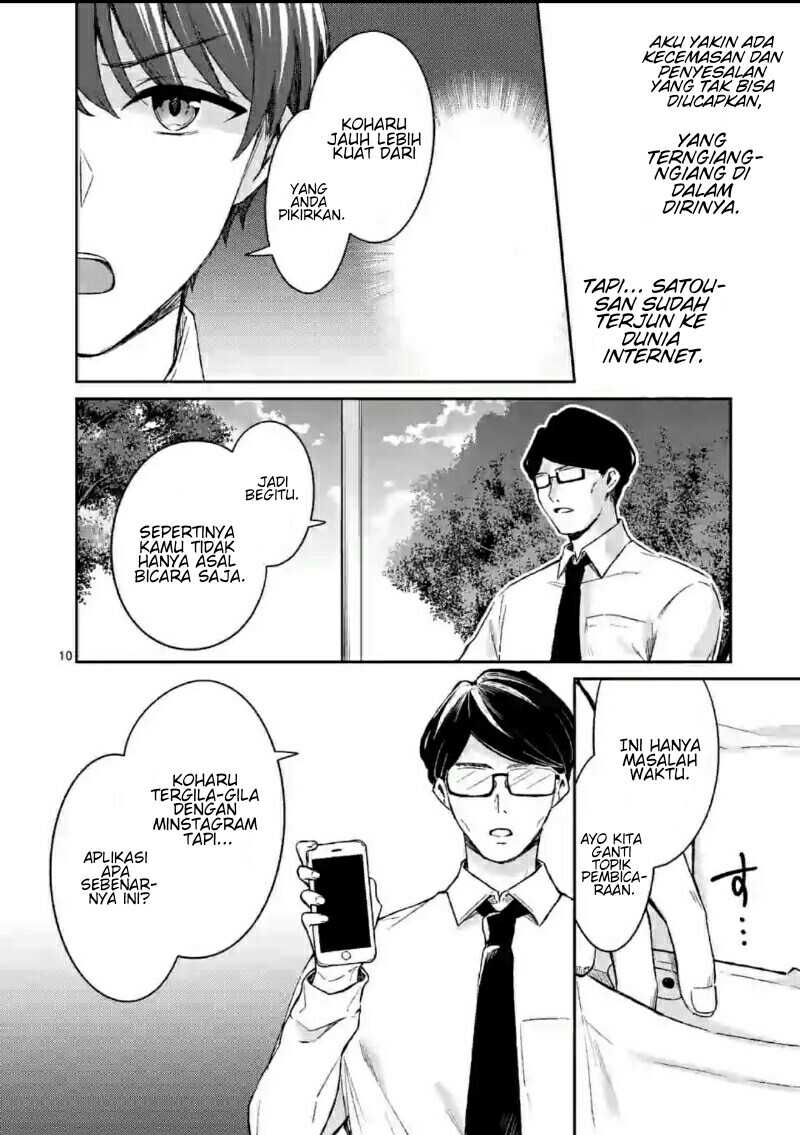 AKU YAKIN ADA
KECEMASAN DAN
PENYESALAN
YANG TAK BISA
DIUCAPKAN,
YANG
TERNGIANG-
NGIANG DI
DALAM
DIRINYA.
TAPI... SATOU-
SAN SUDAH
TERJUN KE
DUNIA
INTERNET.
KOHARU
JAUH LEBIH
KUAT DARI
YANG
ANDA
PIKIRKAN.
JADI
BEGITU.
SEPERTINYA
KAMU TIDAK
HANYA ASAL
BICARA SAJA.
10
INI HANYA
MASALAH
WAKTU.
AYO KITA
GANTI
TOPIK
PEMBICA-
RAAN.
す…
KOHARU
TERGILA-GILA
DENGAN
MINSTAGRAM
TAPI...
APLIKASI
APA
SEBENAR-
NYA INI?